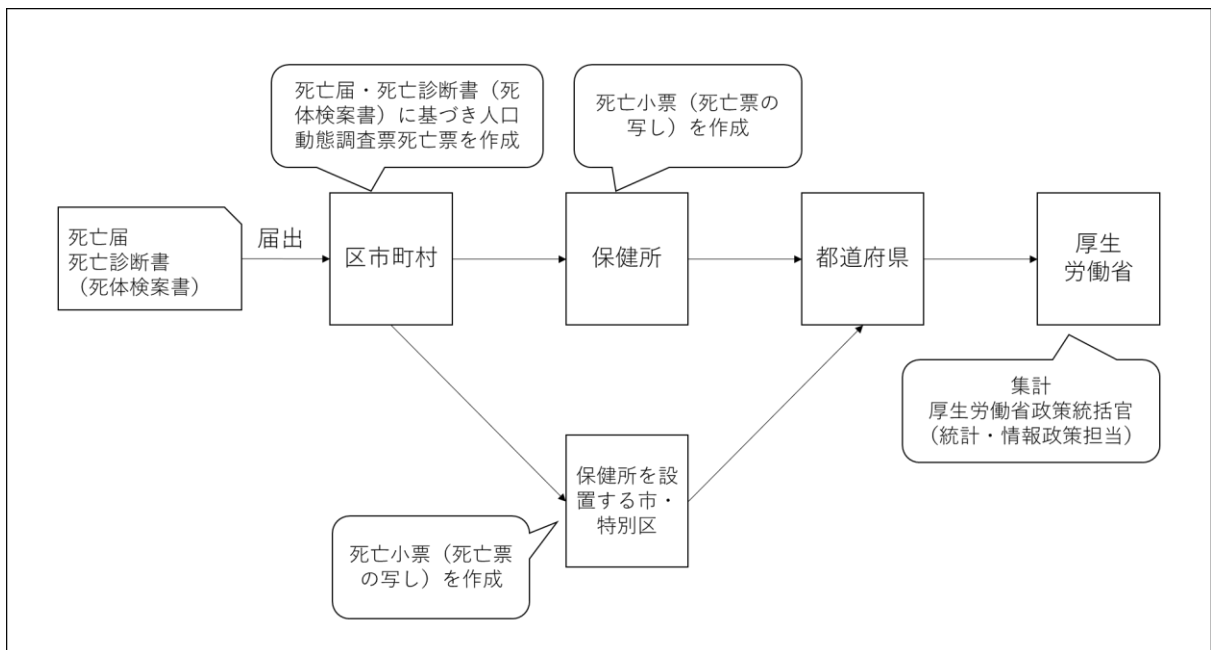 死亡届・死亡診断書（死
体検案書）に基づき人口
動態調査票死亡票を作成
死亡小票（死亡票の
写し）を作成
死亡届
死亡診断書
（死体検案書）
届出
区市町村
保健所
都道府県
厚生
労働省
集計
厚生労働省政策統括官
（統計・情報政策担当）
保健所を設
置する市・
特別区
死亡小票（死亡票
の写し）を作成